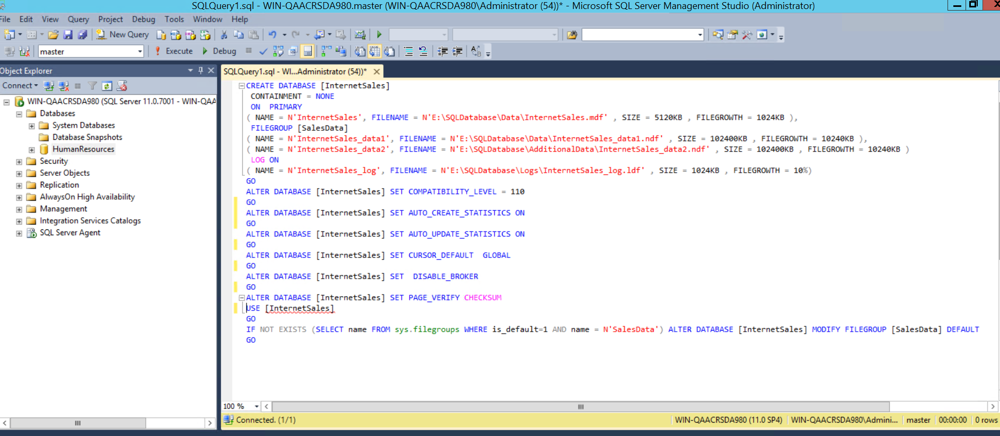 SQLQuery1.sql - WIN-QAACRSDA980.master (WIN-QAACRSDA980\Administrator (54))* - Microsoft SQL Server Management Studio (Administrator)
File Edit View Query Project Debug Tools Window Help
New Query
master Execute Debug
Object Explorer
Connect
WIN-QAACRSDA980 (SQL Server 11.0.7001 - WIN-QAA
Databases
System Databases
Database Snapshots
HumanResources
Security
Server Objects
Replication
AlwaysOn High Availability
Management
Integration Services Catalogs
SQL Server Agent
SQLQuery1.sql - WI...Administrator (54))*
CREATE DATABASE [InternetSales]
CONTAINMENT = NONE
ON  PRIMARY
( NAME = N'InternetSales', FILENAME = N'E:\SQLDatabase\Data\InternetSales.mdf' , SIZE = 5120KB , FILEGROWTH = 1024KB ),
FILEGROUP [SalesData]
( NAME = N'InternetSales_data1', FILENAME = N'E:\SQLDatabase\Data\InternetSales_data1.ndf' , SIZE = 102400KB , FILEGROWTH = 10240KB ),
( NAME = N'InternetSales_data2', FILENAME = N'E:\SQLDatabase\AdditionalData\InternetSales_data2.ndf' , SIZE = 102400KB , FILEGROWTH = 10240KB )
LOG ON
( NAME = N'InternetSales_log', FILENAME = N'E:\SQLDatabase\Logs\InternetSales_log.ldf' , SIZE = 1024KB , FILEGROWTH = 10%)
GO
ALTER DATABASE [InternetSales] SET COMPATIBILITY_LEVEL = 110
GO
ALTER DATABASE [InternetSales] SET AUTO_CREATE_STATISTICS ON
GO
ALTER DATABASE [InternetSales] SET AUTO_UPDATE_STATISTICS ON
GO
ALTER DATABASE [InternetSales] SET CURSOR_DEFAULT  GLOBAL
GO
ALTER DATABASE [InternetSales] SET  DISABLE_BROKER
GO
ALTER DATABASE [InternetSales] SET PAGE_VERIFY CHECKSUM
USE [InternetSales]
GO
IF NOT EXISTS (SELECT name FROM sys.filegroups WHERE is_default=1 AND name = N'SalesData') ALTER DATABASE [InternetSales] MODIFY FILEGROUP [SalesData] DEFAULT
GO
100 %
Connected. (1/1) WIN-QAACRSDA980 (11.0 SP4) WIN-QAACRSDA980\Admini... master 00:00:00 0 rows